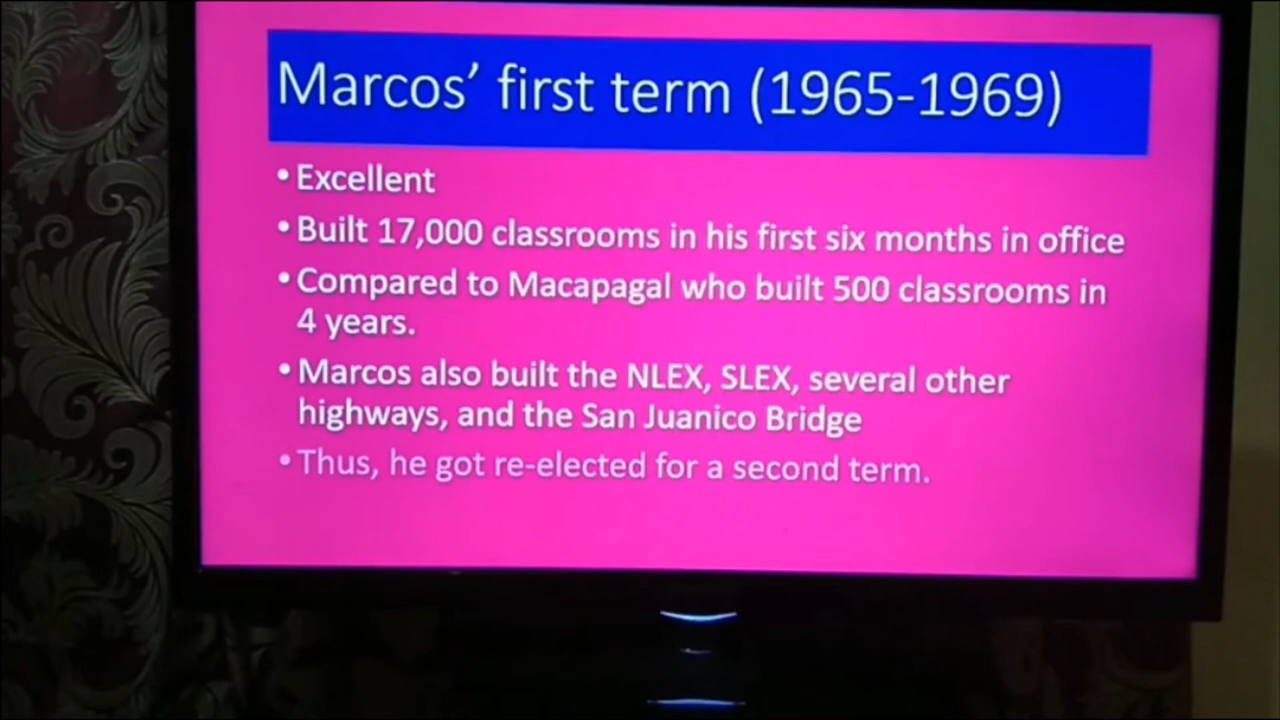 Marcos’ first term (1965-1969)
• Excellent
• Built 17,000 classrooms in his first six months in office
• Compared to Macapagal who built 500 classrooms in
4 years.
• Marcos also built the NLEX, SLEX, several other
highways, and the San Juanico Bridge
• Thus, he got re-elected for a second term.